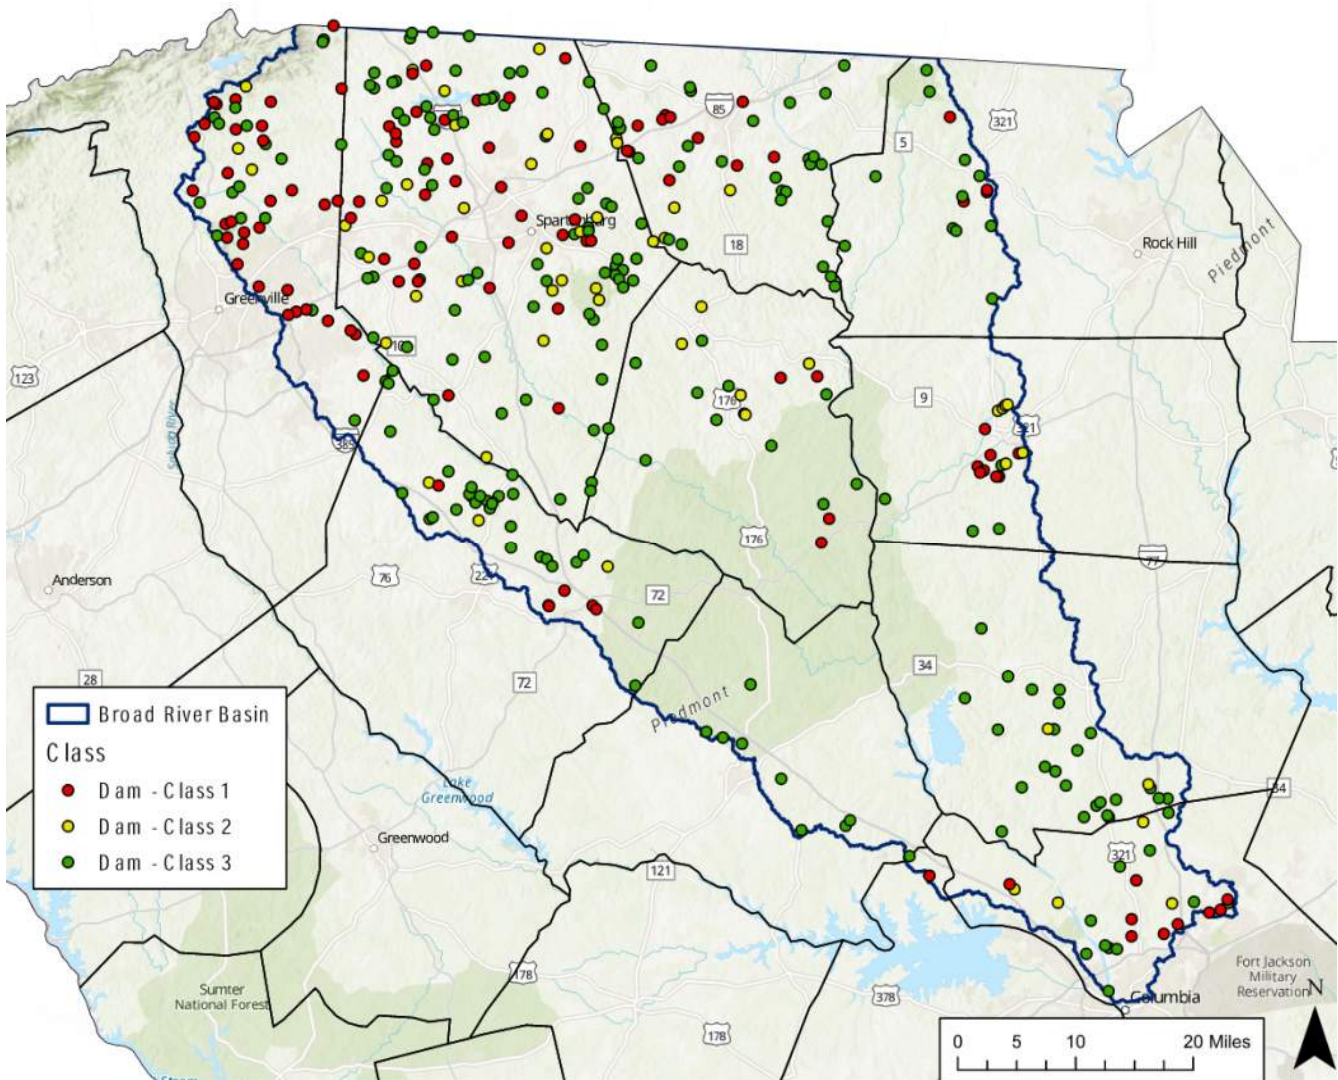 85
321
5
Spartanburg
18
Rock Hill
Piedmont
Greenville
123
9
176
321
385
Saluda River
176
Anderson
76
72
77
28
72
34
Piedmont
Broad River Basin
Class
Dam - Class 1
Dam - Class 2
Dam - Class 3
Lake
Greenwood
Greenwood
34
321
121
Sumter
National Forest
178
378
178
Fort Jackson
Military
Reservation
N
Columbia
0 5 10 20 Miles